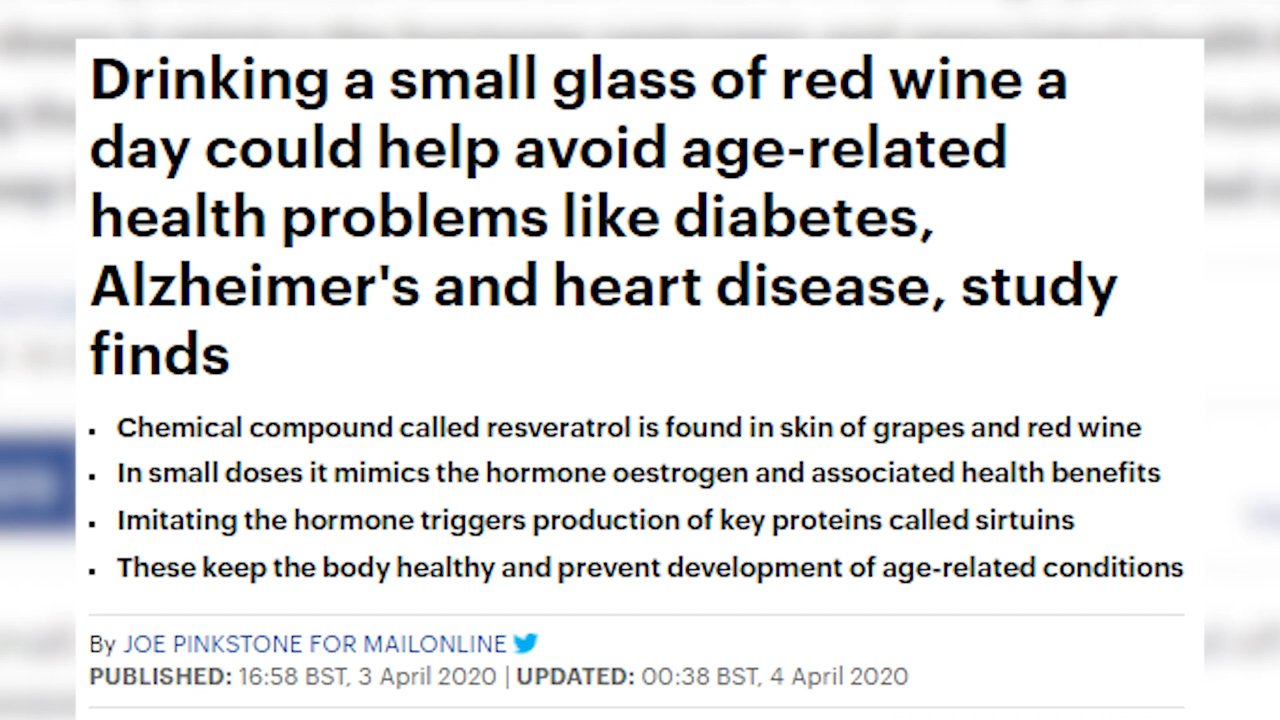 Drinking a small glass of red wine a
day could help avoid age-related
health problems like diabetes,
Alzheimer's and heart disease, study
finds
Chemical compound called resveratrol is found in skin of grapes and red wine
In small doses it mimics the hormone oestrogen and associated health benefits
Imitating the hormone triggers production of key proteins called sirtuins
These keep the body healthy and prevent development of age-related conditions
By JOE PINKSTONE FOR MAILONLINE
PUBLISHED: 16:58 BST, 3 April 2020 | UPDATED: 00:38 BST, 4 April 2020